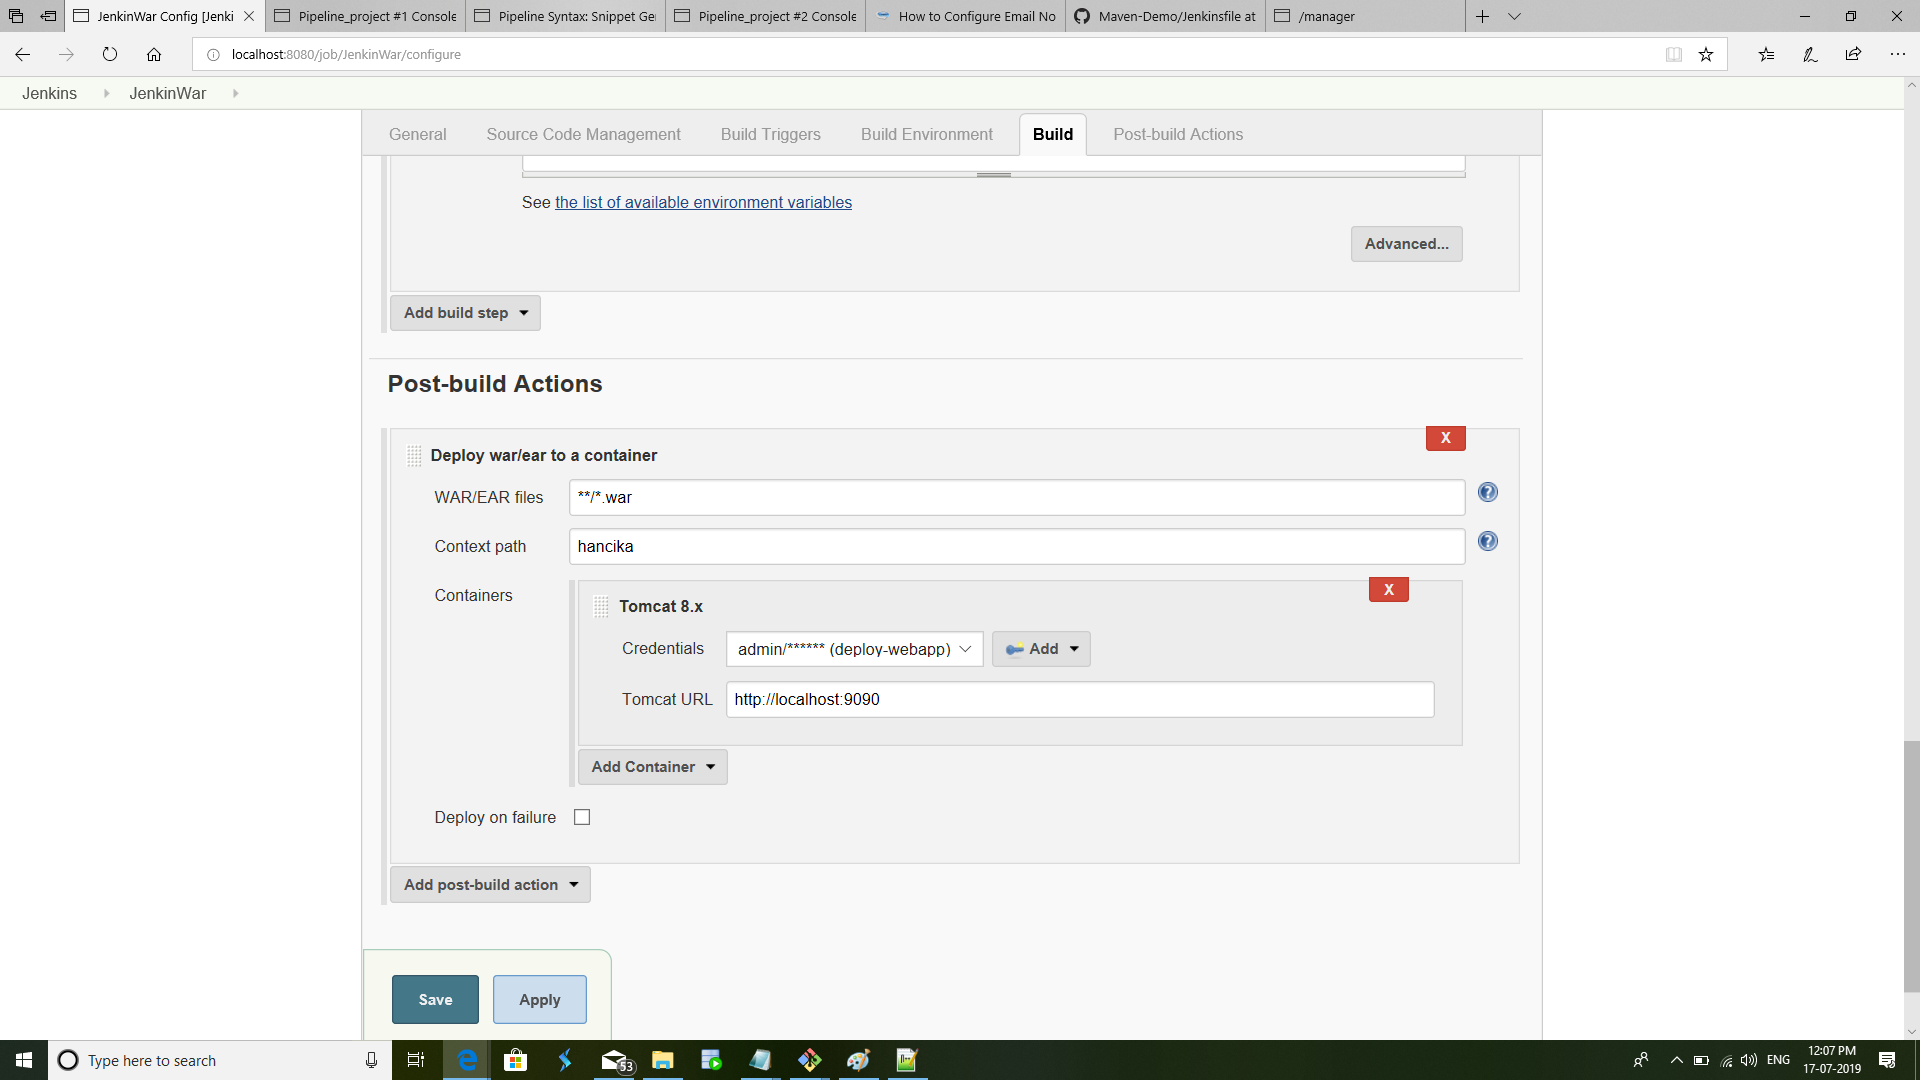 JenkinWar Config [Jenki
Pipeline_project #1 Console
Pipeline Syntax: Snippet Ge
Pipeline_project #2 Console
How to Configure Email No
Maven-Demo/Jenkinsfile at
/manager
localhost:8080/job/JenkinWar/configure
Jenkins
JenkinWar
General
Source Code Management
Build Triggers
Build Environment
Build
Post-build Actions
See the list of available environment variables
Advanced...
Add build step
Post-build Actions
X
Deploy war/ear to a container
WAR/EAR files
**/*.war
Context path
hancika
Containers
X
Tomcat 8.x
Credentials
admin/****** (deploy-webapp)
Add
Tomcat URL
http://localhost:9090
Add Container
Deploy on failure
Add post-build action
Save
Apply
Type here to search
53
ENG
12:07 PM
17-07-2019